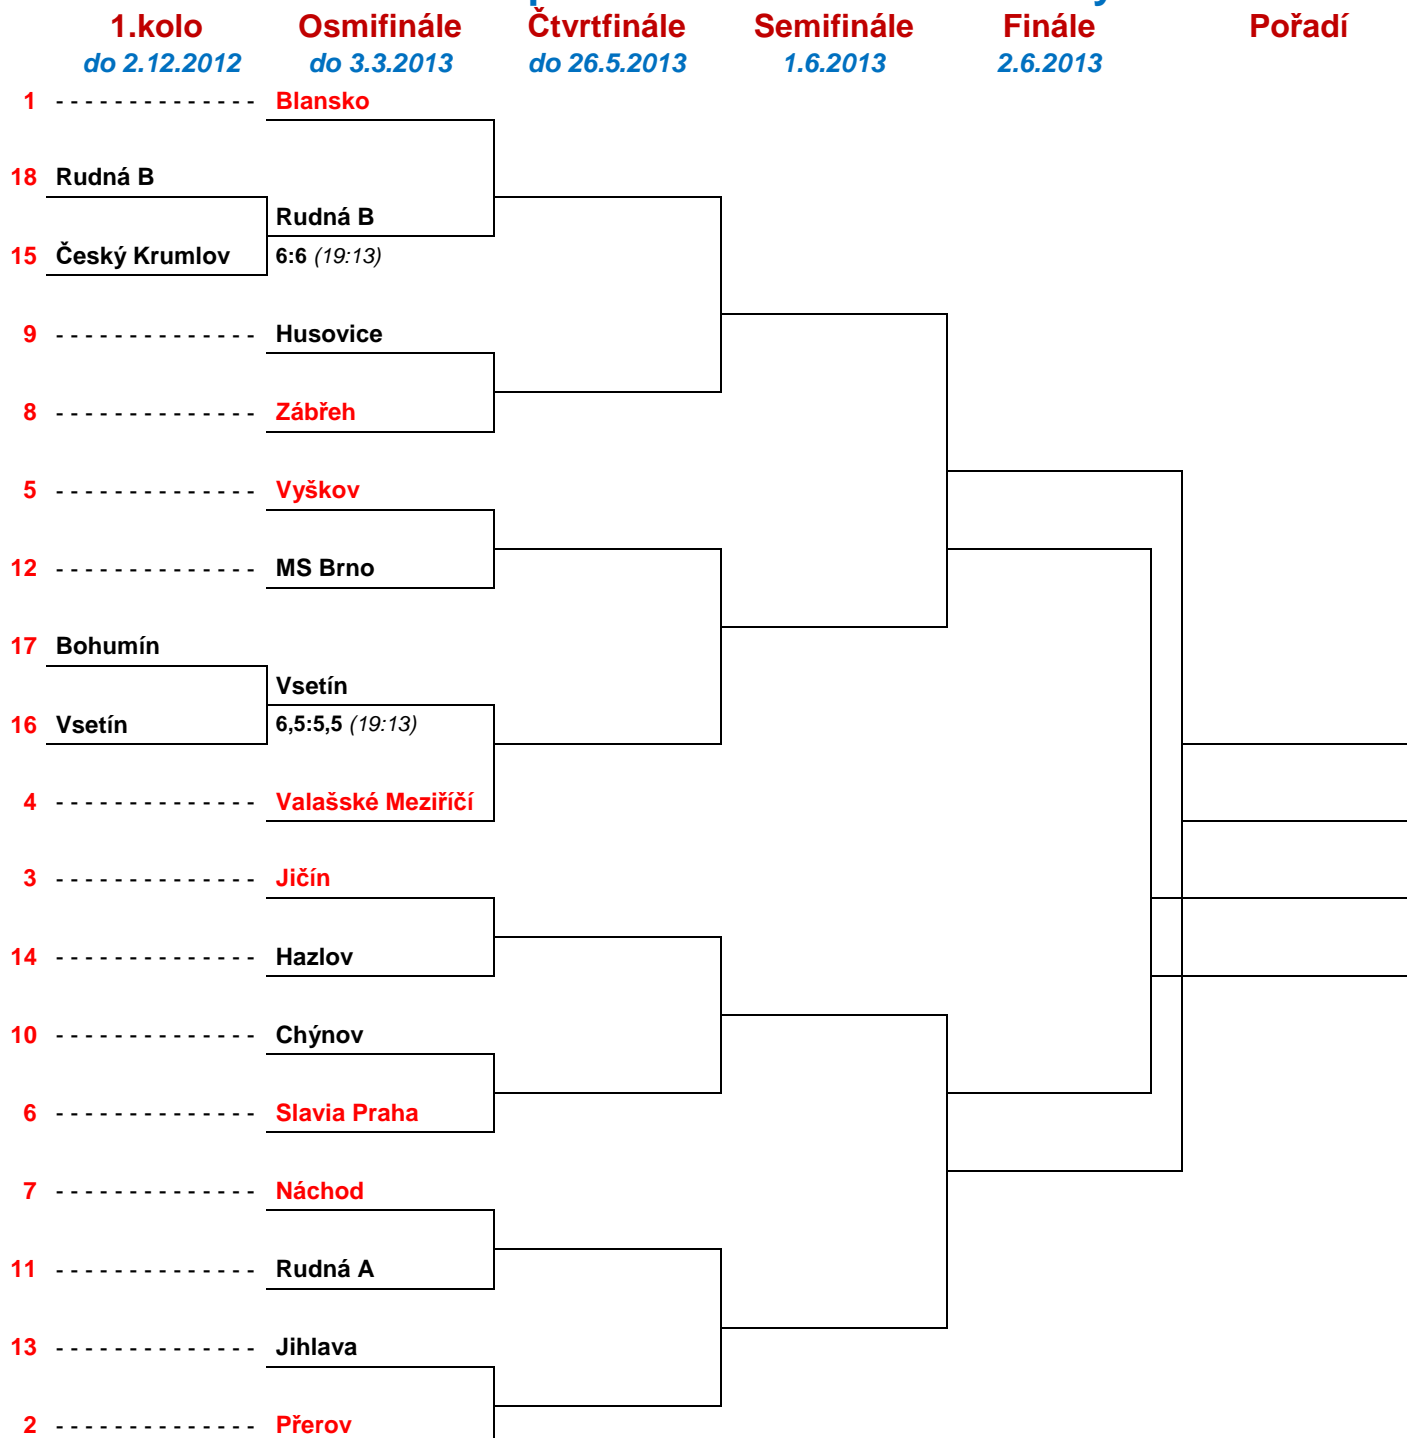 1.kolo Osmifinále Čtvrtfinále Semifinále Finále Pořadí
do 2.12.2012 do 3.3.2013 do 26.5.2013 1.6.2013 2.6.2013
1 - - - - - - - - - - - - - - Blansko
18 Rudná B
Rudná B
15 Český Krumlov 6:6 (19:13)
9 - - - - - - - - - - - - - - Husovice
8 - - - - - - - - - - - - - - Zábřeh
5 - - - - - - - - - - - - - - Vyškov
12 - - - - - - - - - - - - - - MS Brno
17 Bohumín
Vsetín
16 Vsetín 6,5:5,5 (19:13)
4 - - - - - - - - - - - - - - Valašské Meziříčí
3 - - - - - - - - - - - - - - Jičín
14 - - - - - - - - - - - - - - Hazlov
10 - - - - - - - - - - - - - - Chýnov
6 - - - - - - - - - - - - - - Slavia Praha
7 - - - - - - - - - - - - - - Náchod
11 - - - - - - - - - - - - - - Rudná A
13 - - - - - - - - - - - - - - Jihlava
2 - - - - - - - - - - - - - - Přerov